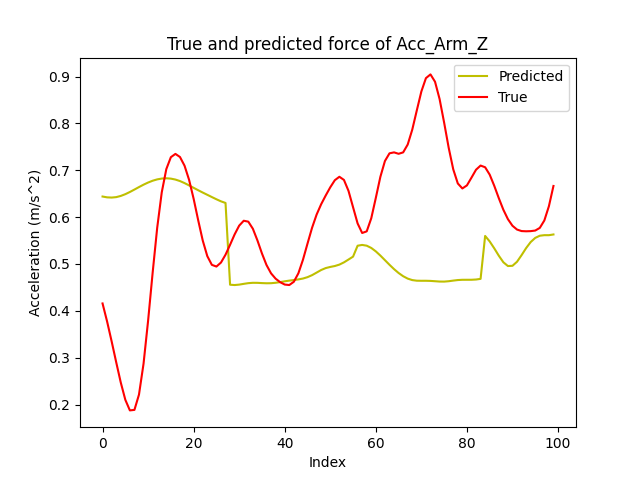 True and predicted force of Acc_Arm_Z
Predicted
True
Acceleration (m/s^2)
0.9
0.8
0.7
0.6
0.5
0.4
0.3
0.2
0 20 40 60 80 100
Index